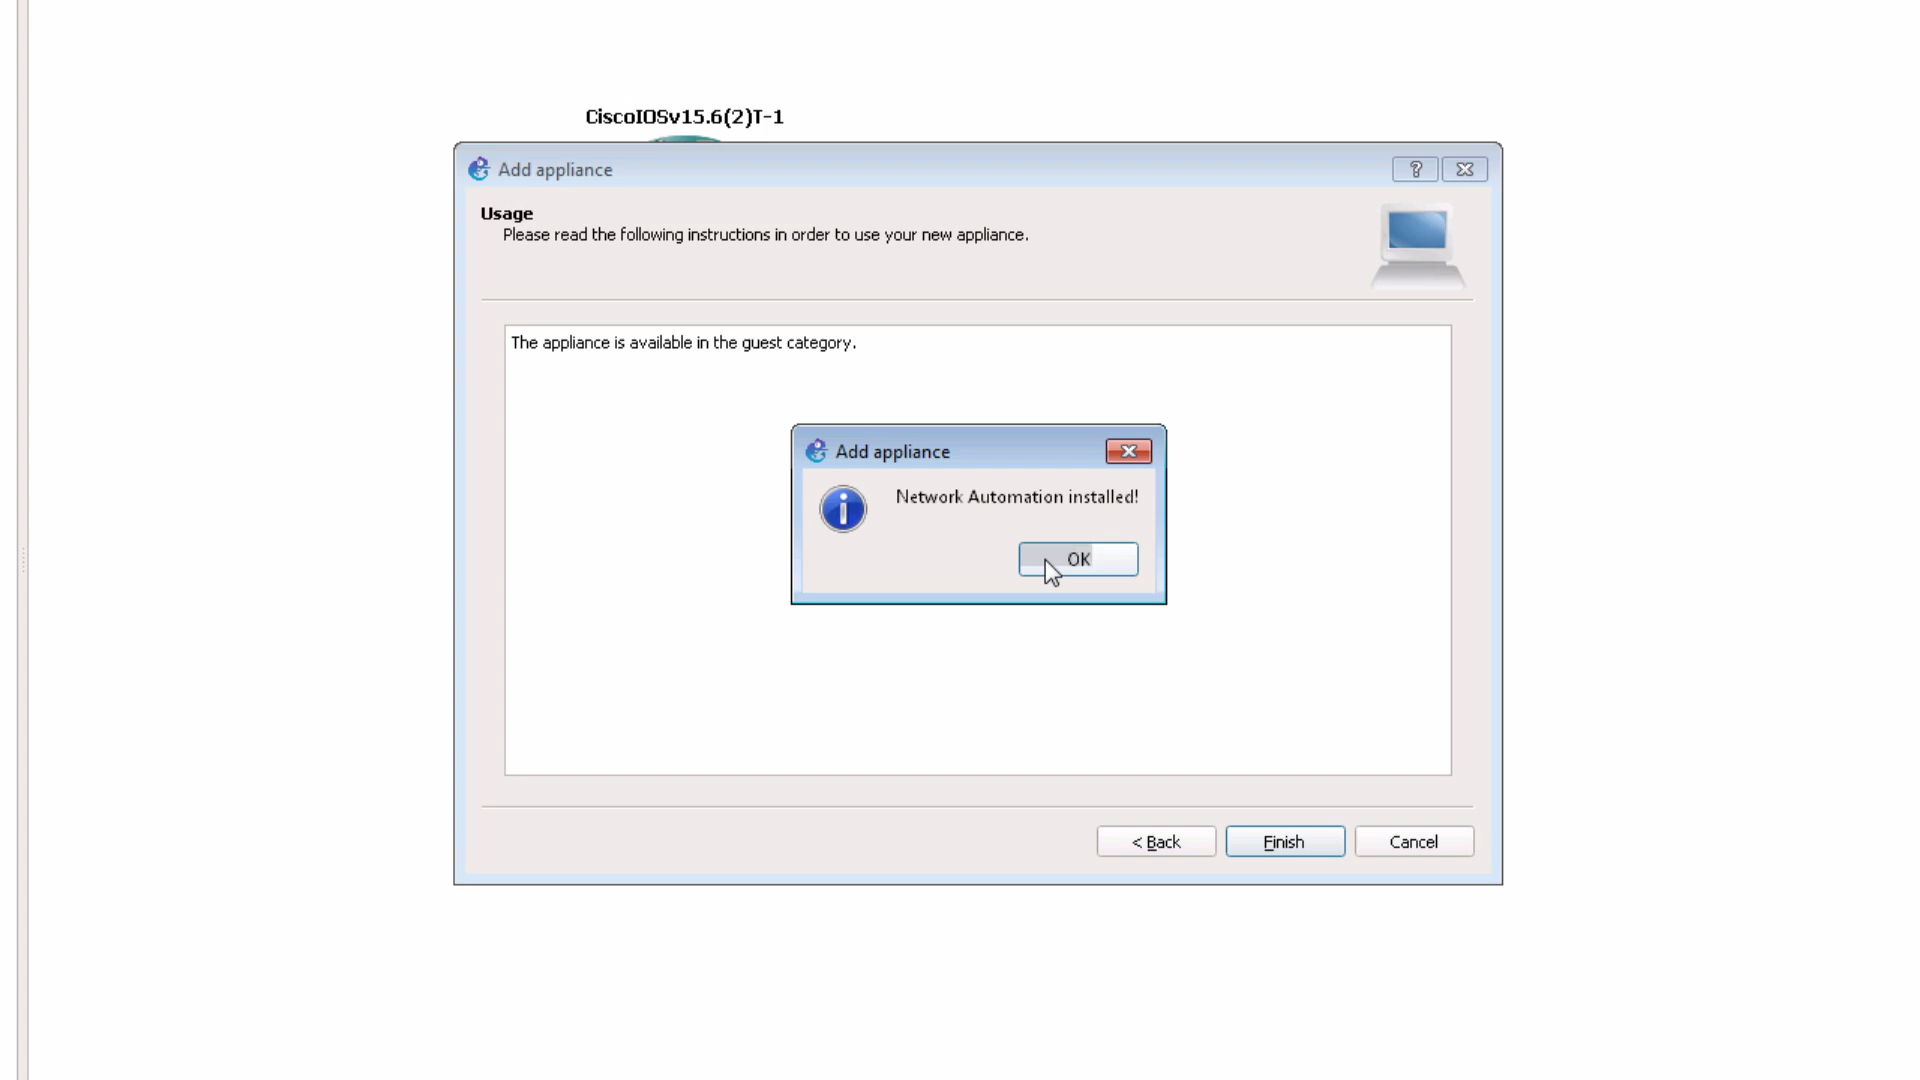 CiscoIOSv15.6(2)T-1
Add appliance
?
Usage
Please read the following instructions in order to use your new appliance.
The appliance is available in the guest category.
Add appliance
Network Automation installed!
OK
< Back
Finish
Cancel